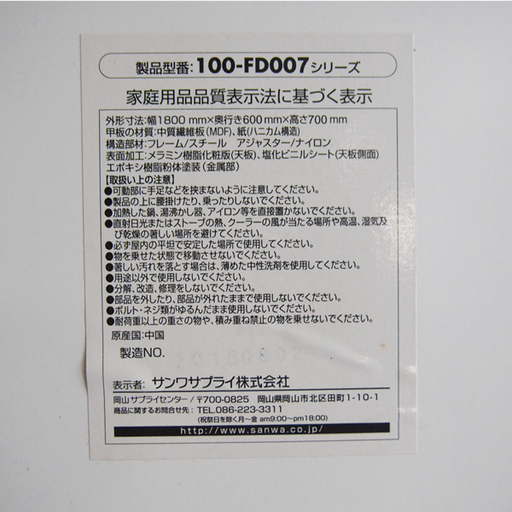 製品型番:100-FD007シリーズ
家庭用品品質表示法に基づく表示
外形寸法:幅1800mm×奥行き600mm×高さ700mm
甲板の材質:中質繊維板(MDF)、紙(ハニカム構造)
構造部材:フレーム/スチール アジャスター/ナイロン
表面加工:メラミン樹脂化粧版(天板)、塩化ビニルシート(天板側面)
エポキシ樹脂粉体塗装(金属部)
【取扱い上の注意】
●可動部に手足などを挟まないように注意してください。
●製品の上に腰掛けたり、乗ったりしないでください。
●加熱した鍋、湯沸かし器、アイロン等を直接置かないでください。
●直射日光またはストーブの熱、クーラーの風が当たる場所や高温、湿気及
び乾燥の著しい場所を避けてください。
●必ず屋内の平坦で安定した場所で使用してください。
●物を乗せた状態で移動させないでください。
●著しい汚れを落とす場合は、薄めた中性洗剤を使用してください。
●用途以外で使用しないでください。
●分解、改造、修理をしないでください。
●部品を外したり、部品が外れたままで使用しないでください。
●ボルト・ネジ類がゆるんだまま使用しないでください。
●耐荷重以上の重さの物や、積み重ね禁止の物を乗せないでください。
原産国:中国
製造NO.
表示者:サンワサプライ株式会社
岡山サプライセンター/〒700-0825 岡山県岡山市北区田町1-10-1
商品に関するお問合せ先:TEL.086-223-3311
(祝祭日を除く月〜金 am9:00〜pm18:00)
http://www.sanwa.co.jp/